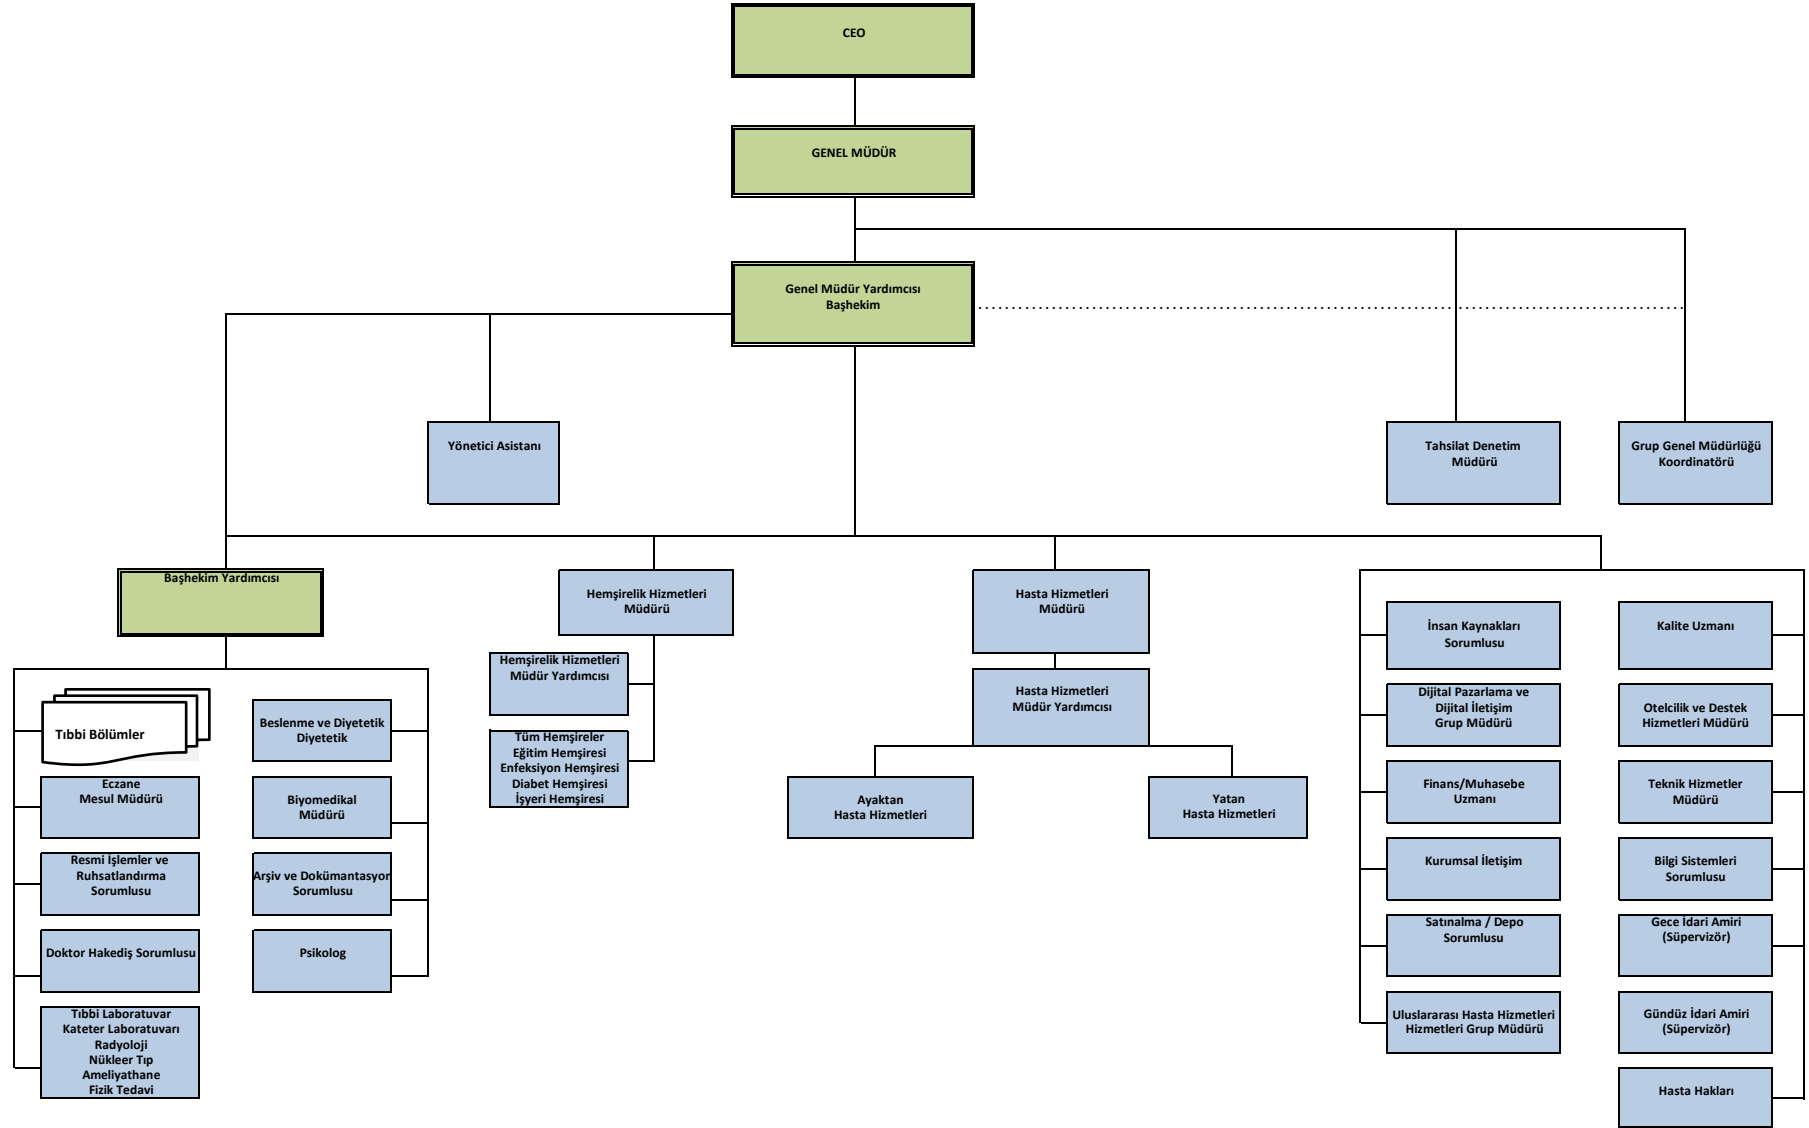 CEO
GENEL MÜDÜR
Genel Müdür Yardımcısı
Başhekim
Yönetici Asistanı
Tahsilat Denetim
Müdürü
Grup Genel Müdürlüğü
Koordinatörü
Başhekim Yardımcısı
Hemşirelik Hizmetleri
Müdürü
Hasta Hizmetleri
Müdürü
Tıbbi Bölümler
Eczane
Mesul Müdürü
Resmi İşlemler ve
Ruhsatlandırma
Sorumlusu
Doktor Hakediş Sorumlusu
Tıbbi Laboratuvar
Kateter Laboratuvarı
Radyoloji
Nükleer Tıp
Ameliyathane
Fizik Tedavi
Beslenme ve Diyetetik
Diyetetik
Biyomedikal
Müdürü
Arşiv ve Dokümantasyon
Sorumlusu
Psikolog
Hemşirelik Hizmetleri
Müdür Yardımcısı
Tüm Hemşireler
Eğitim Hemşiresi
Enfeksiyon Hemşiresi
Diabet Hemşiresi
İşyeri Hemşiresi
Hasta Hizmetleri
Müdür Yardımcısı
Ayaktan
Hasta Hizmetleri
Yatan
Hasta Hizmetleri
İnsan Kaynakları
Sorumlusu
Dijital Pazarlama ve
Dijital İletişim
Grup Müdürü
Finans/Muhasebe
Uzmanı
Kurumsal İletişim
Satınalma / Depo
Sorumlusu
Uluslararası Hasta Hizmetleri
Hizmetleri Grup Müdürü
Kalite Uzmanı
Otelcilik ve Destek
Hizmetleri Müdürü
Teknik Hizmetler
Müdürü
Bilgi Sistemleri
Sorumlusu
Gece İdari Amiri
(Süpervizör)
Gündüz İdari Amiri
(Süpervizör)
Hasta Hakları